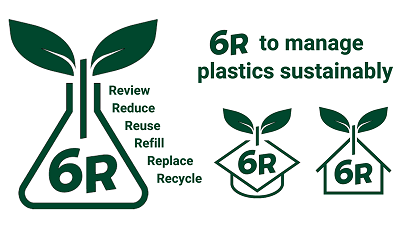 6R
Review
Reduce
Reuse
Refill
Replace
Recycle
6R to manage
plastics sustainably
6R
6R